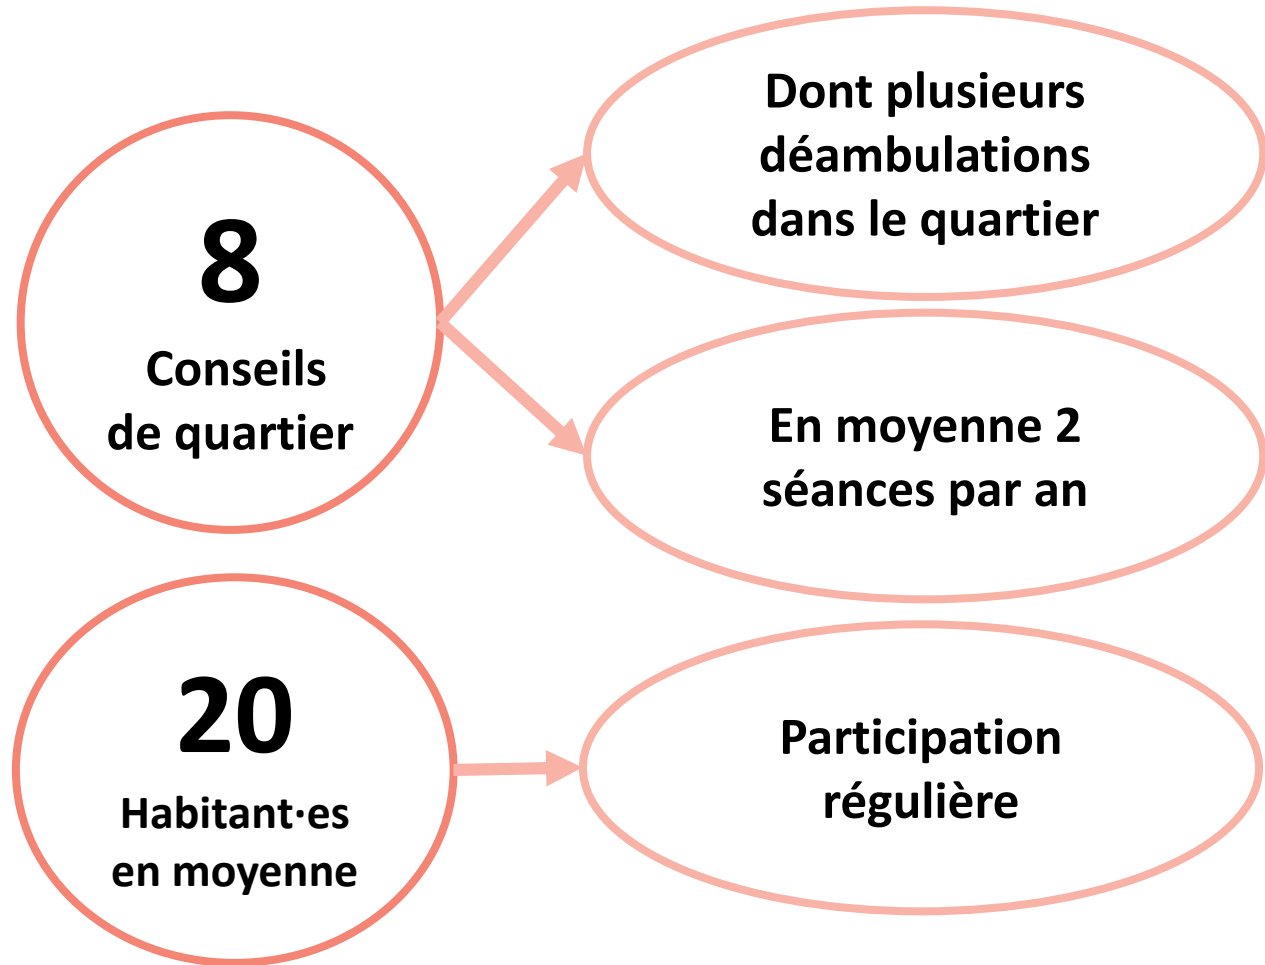 8
Conseils
de quartier
Dont plusieurs
déambulations
dans le quartier
En moyenne 2
séances par an
20
Habitant·es
en moyenne
Participation
régulière